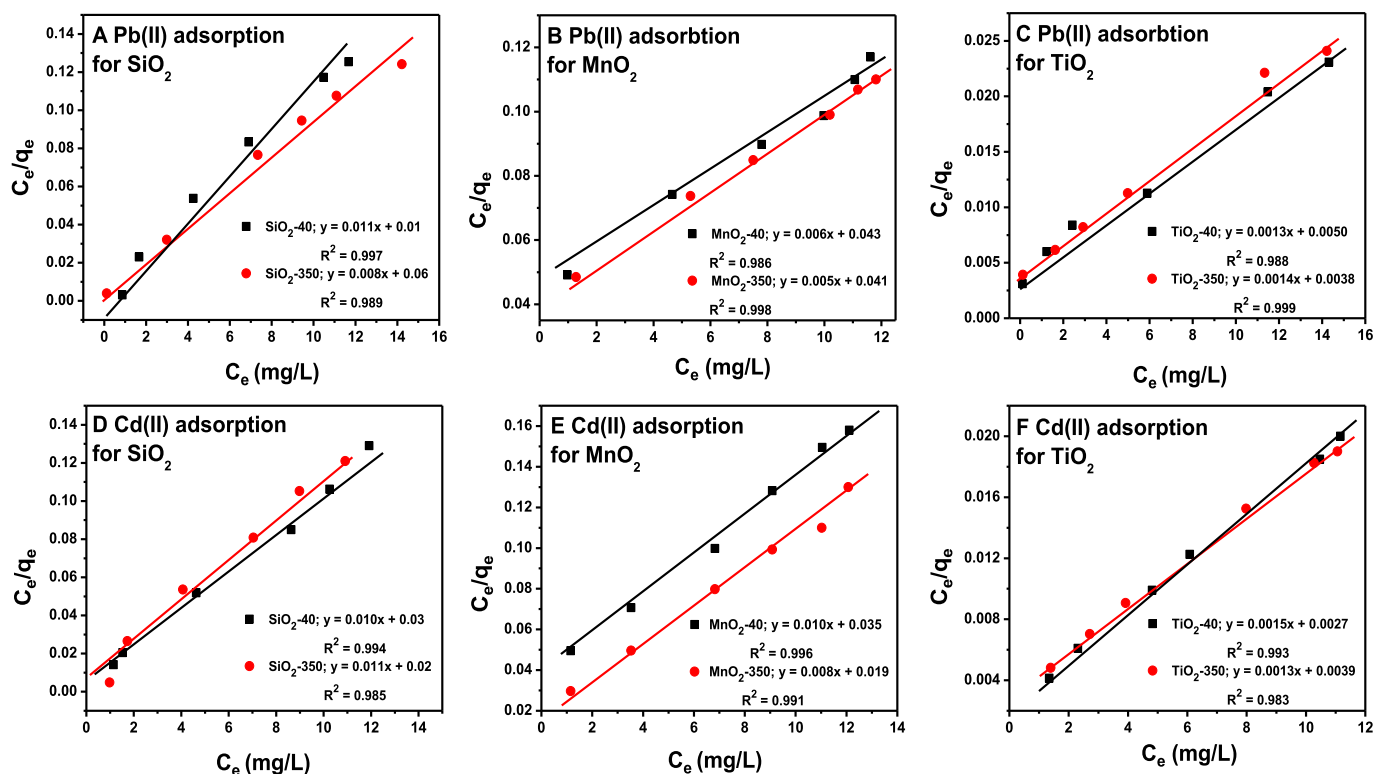 A Pb(II) adsorption
for SiO₂
0.14
0.12
0.10
0.08
0.06
0.04
0.02
0.00
Cₑ/qₑ
SiO₂-40; y = 0.011x + 0.01
R² = 0.997
SiO₂-350; y = 0.008x + 0.06
R² = 0.989
0 2 4 6 8 10 12 14 16
Cₑ (mg/L)
B Pb(II) adsorbtion
for MnO₂
0.12
0.10
0.08
0.06
0.04
Cₑ/qₑ
MnO₂-40; y = 0.006x + 0.043
R² = 0.986
MnO₂-350; y = 0.005x + 0.041
R² = 0.998
0 2 4 6 8 10 12
Cₑ (mg/L)
C Pb(II) adsorbtion
for TiO₂
0.025
0.020
0.015
0.010
0.005
0.000
Cₑ/qₑ
TiO₂-40; y = 0.0013x + 0.0050
R² = 0.988
TiO₂-350; y = 0.0014x + 0.0038
R² = 0.999
0 2 4 6 8 10 12 14 16
Cₑ (mg/L)
D Cd(II) adsorption
for SiO₂
0.14
0.12
0.10
0.08
0.06
0.04
0.02
0.00
Cₑ/qₑ
SiO₂-40; y = 0.010x + 0.03
R² = 0.994
SiO₂-350; y = 0.011x + 0.02
R² = 0.985
0 2 4 6 8 10 12 14
Cₑ (mg/L)
E Cd(II) adsorption
for MnO₂
0.16
0.14
0.12
0.10
0.08
0.06
0.04
0.02
Cₑ/qₑ
MnO₂-40; y = 0.010x + 0.035
R² = 0.996
MnO₂-350; y = 0.008x + 0.019
R² = 0.991
0 2 4 6 8 10 12 14
Cₑ (mg/L)
F Cd(II) adsorption
for TiO₂
0.020
0.016
0.012
0.008
0.004
Cₑ/qₑ
TiO₂-40; y = 0.0015x + 0.0027
R² = 0.993
TiO₂-350; y = 0.0013x + 0.0039
R² = 0.983
0 2 4 6 8 10 12
Cₑ (mg/L)